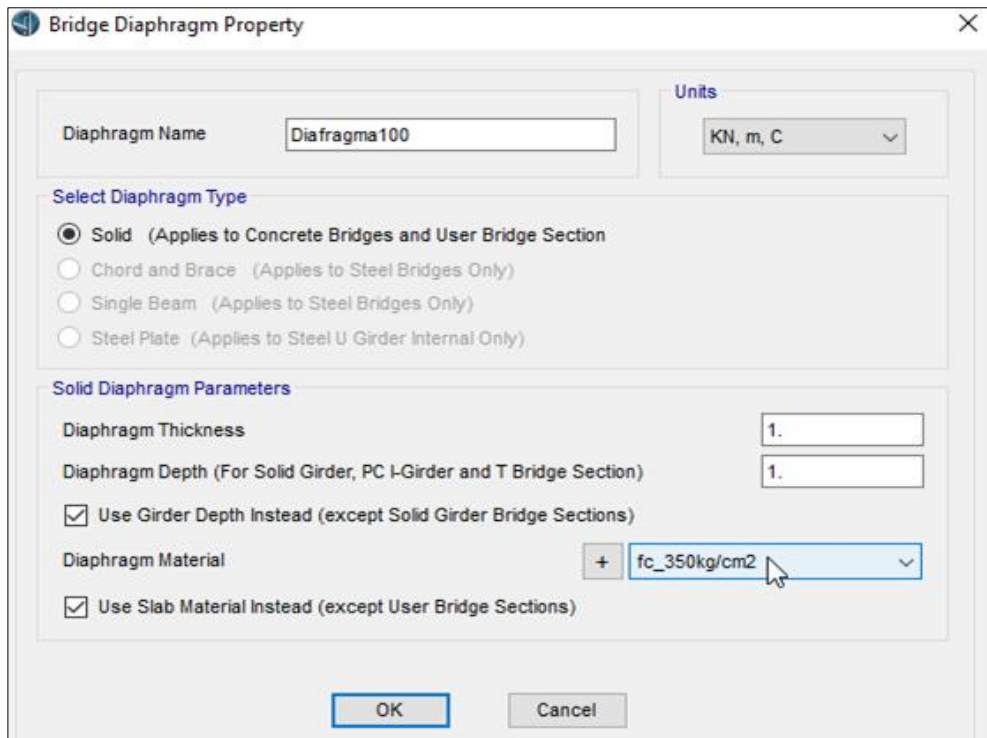 Bridge Diaphragm Property
Diaphragm Name
Diafragma100
Units
KN, m, C
Select Diaphragm Type
Solid (Applies to Concrete Bridges and User Bridge Section
Chord and Brace (Applies to Steel Bridges Only)
Single Beam (Applies to Steel Bridges Only)
Steel Plate (Applies to Steel U Girder Internal Only)
Solid Diaphragm Parameters
Diaphragm Thickness 1.
Diaphragm Depth (For Solid Girder, PC I-Girder and T Bridge Section) 1.
Use Girder Depth Instead (except Solid Girder Bridge Sections)
Diaphragm Material + fc_350kg/cm2
Use Slab Material Instead (except User Bridge Sections)
OK Cancel